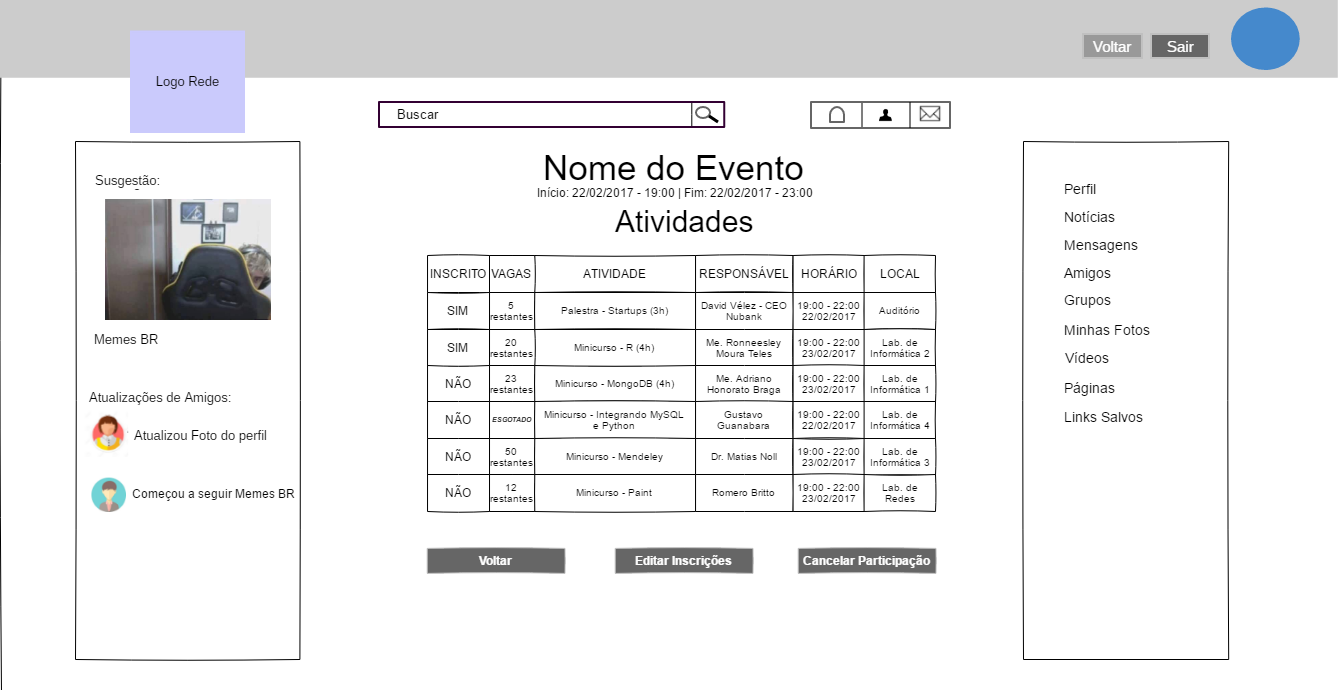 Voltar
Sair
Logo Rede
Buscar
Susgestão:
Memes BR
Atualizações de Amigos:
Atualizou Foto do perfil
Começou a seguir Memes BR
Nome do Evento
Início: 22/02/2017 - 19:00 | Fim: 22/02/2017 - 23:00
Atividades
INSCRITO VAGAS ATIVIDADE RESPONSÁVEL HORÁRIO LOCAL
SIM
5
restantes
Palestra - Startups (3h)
David Vélez - CEO
Nubank
19:00 - 22:00
22/02/2017
Auditório
SIM
20
restantes
Minicurso - R (4h)
Me. Ronneesley
Moura Teles
19:00 - 22:00
23/02/2017
Lab. de
Informática 2
NÃO
23
restantes
Minicurso - MongoDB (4h)
Me. Adriano
Honorato Braga
19:00 - 22:00
23/02/2017
Lab. de
Informática 1
NÃO
ESGOTADO
Minicurso - Integrando MySQL
e Python
Gustavo
Guanabara
19:00 - 22:00
22/02/2017
Lab. de
Informática 4
NÃO
50
restantes
Minicurso - Mendeley
Dr. Matias Noll
19:00 - 22:00
23/02/2017
Lab. de
Informática 3
NÃO
12
restantes
Minicurso - Paint
Romero Britto
19:00 - 22:00
23/02/2017
Lab. de
Redes
Voltar
Editar Inscrições
Cancelar Participação
Perfil
Notícias
Mensagens
Amigos
Grupos
Minhas Fotos
Vídeos
Páginas
Links Salvos